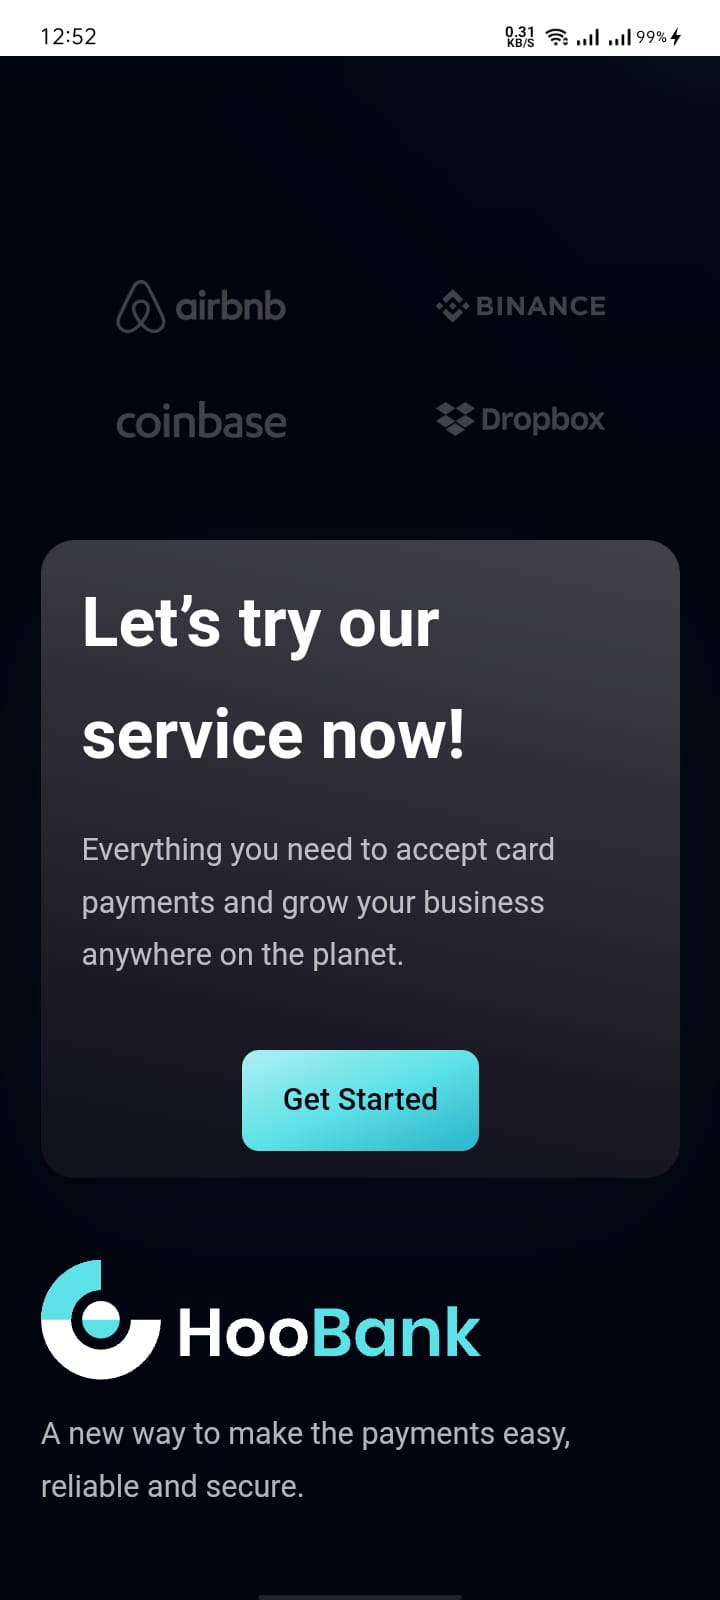 12:52
0.31
KB/S
99%
airbnb
BINANCE
coinbase
Dropbox
Let’s try our
service now!
Everything you need to accept card
payments and grow your business
anywhere on the planet.
Get Started
HooBank
A new way to make the payments easy,
reliable and secure.